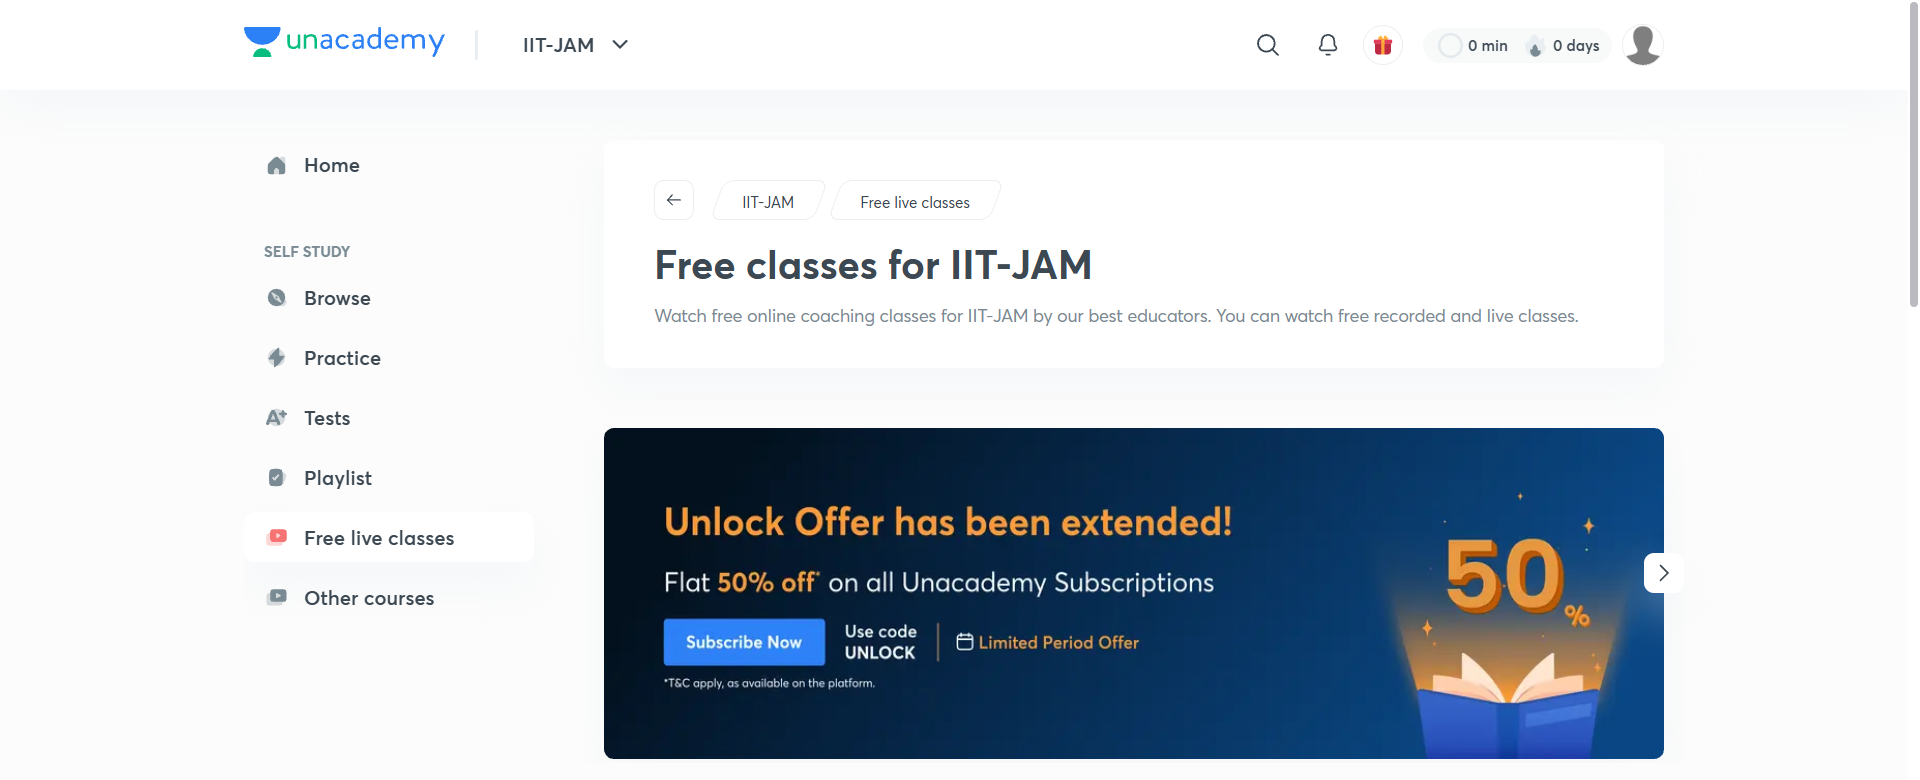 unacademy
IIT-JAM
0 min
0 days
Home
SELF STUDY
Browse
Practice
Tests
Playlist
Free live classes
Other courses
IIT-JAM
Free live classes
Free classes for IIT-JAM
Watch free online coaching classes for IIT-JAM by our best educators. You can watch free recorded and live classes.
Unlock Offer has been extended!
Flat 50% off* on all Unacademy Subscriptions
Subscribe Now
Use code
UNLOCK
Limited Period Offer
*T&C apply, as available on the platform.
50%